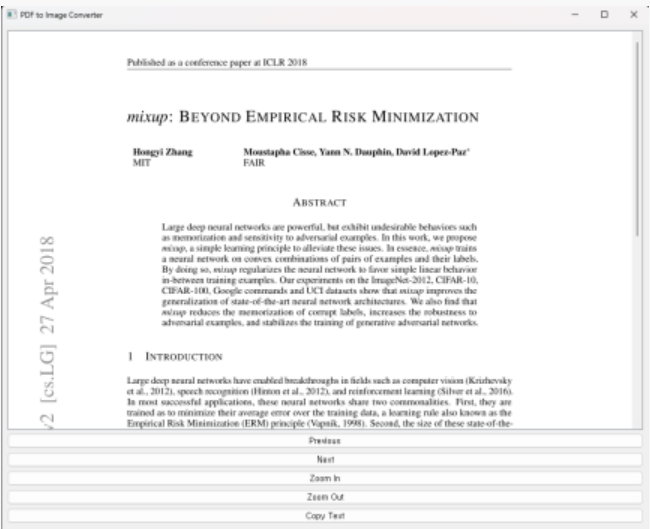 PDF to Image Converter
Published as a conference paper at ICLR 2018
mixup: BEYOND EMPIRICAL RISK MINIMIZATION
Hongyi Zhang
MIT
Moustapha Cisse, Yann N. Dauphin, David Lopez-Paz*
FAIR
ABSTRACT
Large deep neural networks are powerful, but exhibit undesirable behaviors such
as memorization and sensitivity to adversarial examples. In this work, we propose
mixup, a simple learning principle to alleviate these issues. In essence, mixup trains
a neural network on convex combinations of pairs of examples and their labels.
By doing so, mixup regularizes the neural network to favor simple linear behavior
in-between training examples. Our experiments on the ImageNet-2012, CIFAR-10,
CIFAR-100, Google commands and UCI datasets show that mixup improves the
generalization of state-of-the-art neural network architectures. We also find that
mixup reduces the memorization of corrupt labels, increases the robustness to
adversarial examples, and stabilizes the training of generative adversarial networks.
v2 [cs.LG] 27 Apr 2018
1 INTRODUCTION
Large deep neural networks have enabled breakthroughs in fields such as computer vision (Krizhevsky
et al., 2012), speech recognition (Hinton et al., 2012), and reinforcement learning (Silver et al., 2016).
In most successful applications, these neural networks share two commonalities. First, they are
trained as to minimize their average error over the training data, a learning rule also known as the
Empirical Risk Minimization (ERM) principle (Vapnik, 1998). Second, the size of these state-of-the-
Previous
Next
Zoom In
Zoom Out
Copy Text